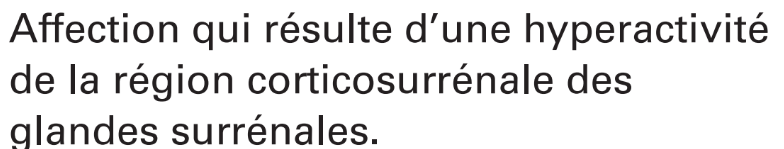 Affection qui résulte d’une hyperactivité
de la région corticosurrénale des
glandes surrénales.